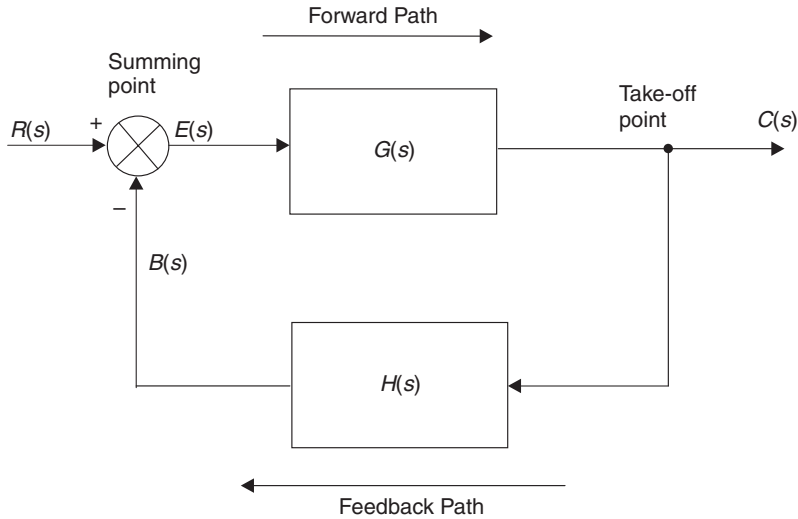 Forward Path
Summing
point
Take-off
point
R(s)
+
E(s)
G(s)
C(s)
−
B(s)
H(s)
Feedback Path